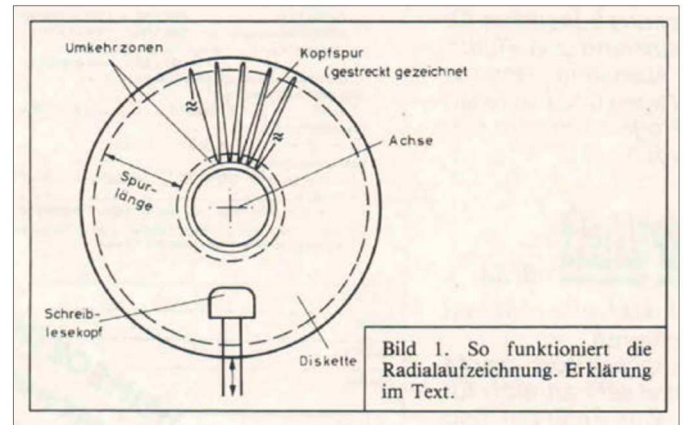 Umkehrzonen
Kopfspur
(gestreckt gezeichnet
Achse
Spur-
länge
Schreib-
lesekopf
Diskette
Bild 1. So funktioniert die
Radialaufzeichnung. Erklärung
im Text.